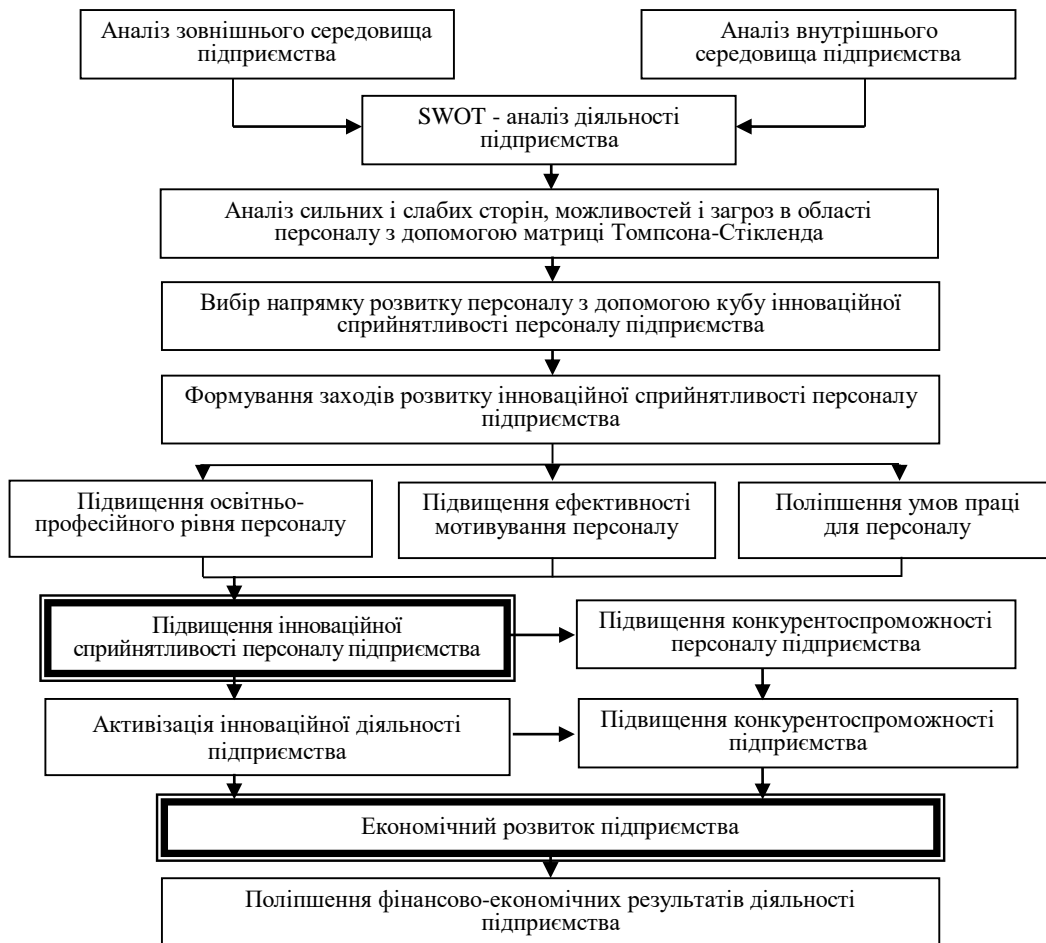 Аналіз зовнішнього середовища
підприємства
Аналіз внутрішнього
середовища підприємства
SWOT - аналіз діяльності
підприємства
Аналіз сильних і слабих сторін, можливостей і загроз в області
персоналу з допомогою матриці Томпсона-Стікленда
Вибір напрямку розвитку персоналу з допомогою кубу інноваційної
сприйнятливості персоналу підприємства
Формування заходів розвитку інноваційної сприйнятливості персоналу
підприємства
Підвищення освітньо-
професійного рівня персоналу
Підвищення ефективності
мотивування персоналу
Поліпшення умов праці
для персоналу
Підвищення інноваційної
сприйнятливості персоналу підприємства
Підвищення конкурентоспроможності
персоналу підприємства
Активізація інноваційної діяльності
підприємства
Підвищення конкурентоспроможності
підприємства
Економічний розвиток підприємства
Поліпшення фінансово-економічних результатів діяльності
підприємства